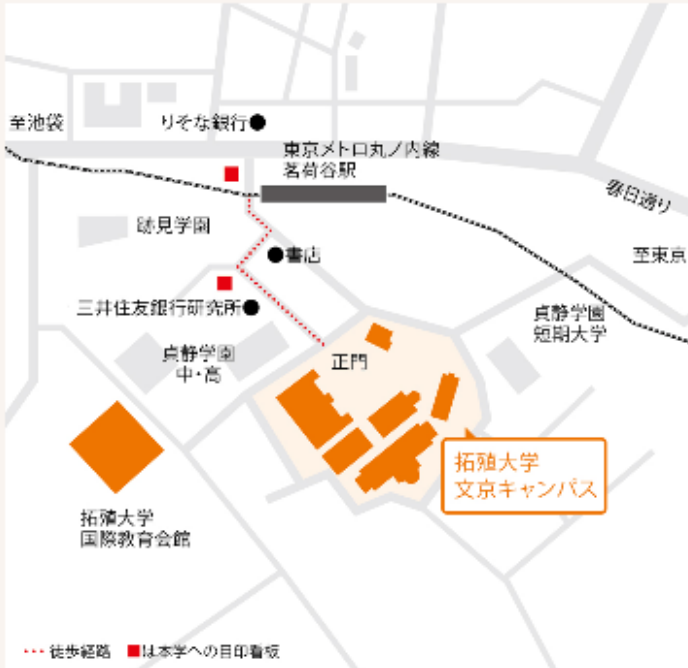 至池袋
りそな銀行●
東京メトロ丸ノ内線
茗荷谷駅
春日通り
跡見学園
●書店
至東京
三井住友銀行研究所●
貞静学園
短期大学
貞静学園
中・高
正門
拓殖大学
文京キャンパス
拓殖大学
国際教育会館
･･･ 徒歩経路 ■は本学への目印看板